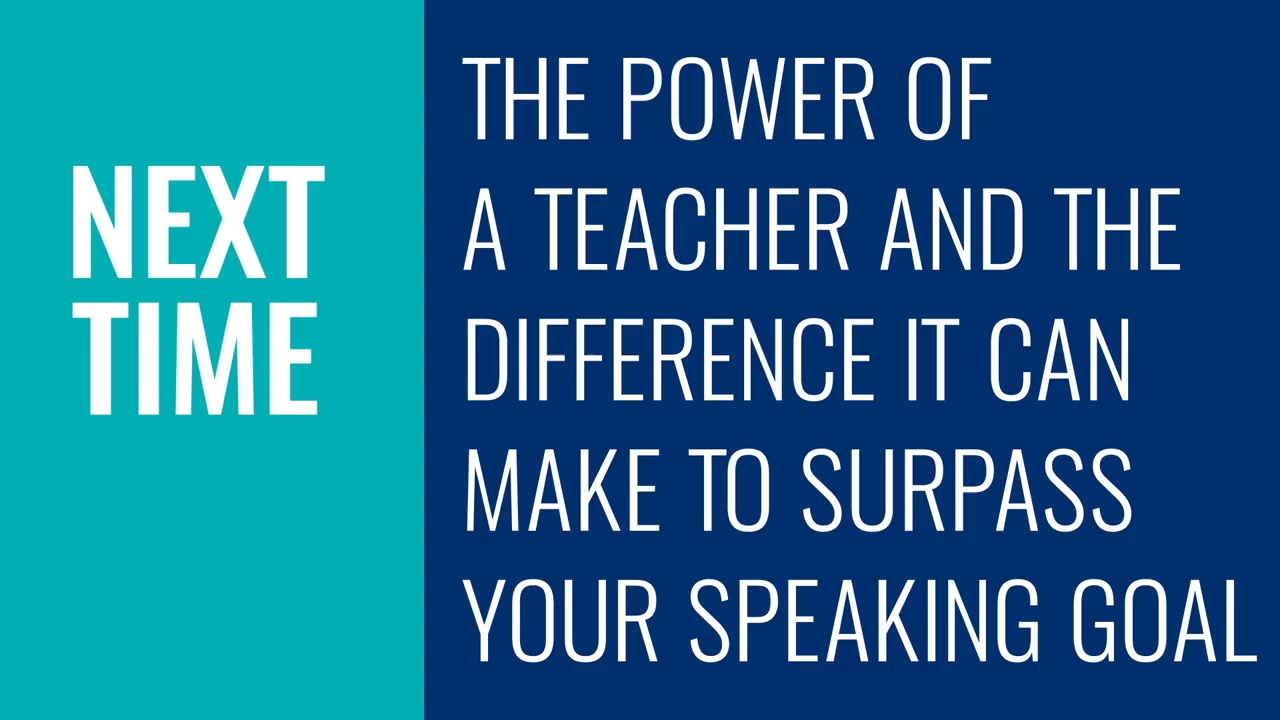 NEXT
TIME
THE POWER OF
A TEACHER AND THE
DIFFERENCE IT CAN
MAKE TO SURPASS
YOUR SPEAKING GOAL